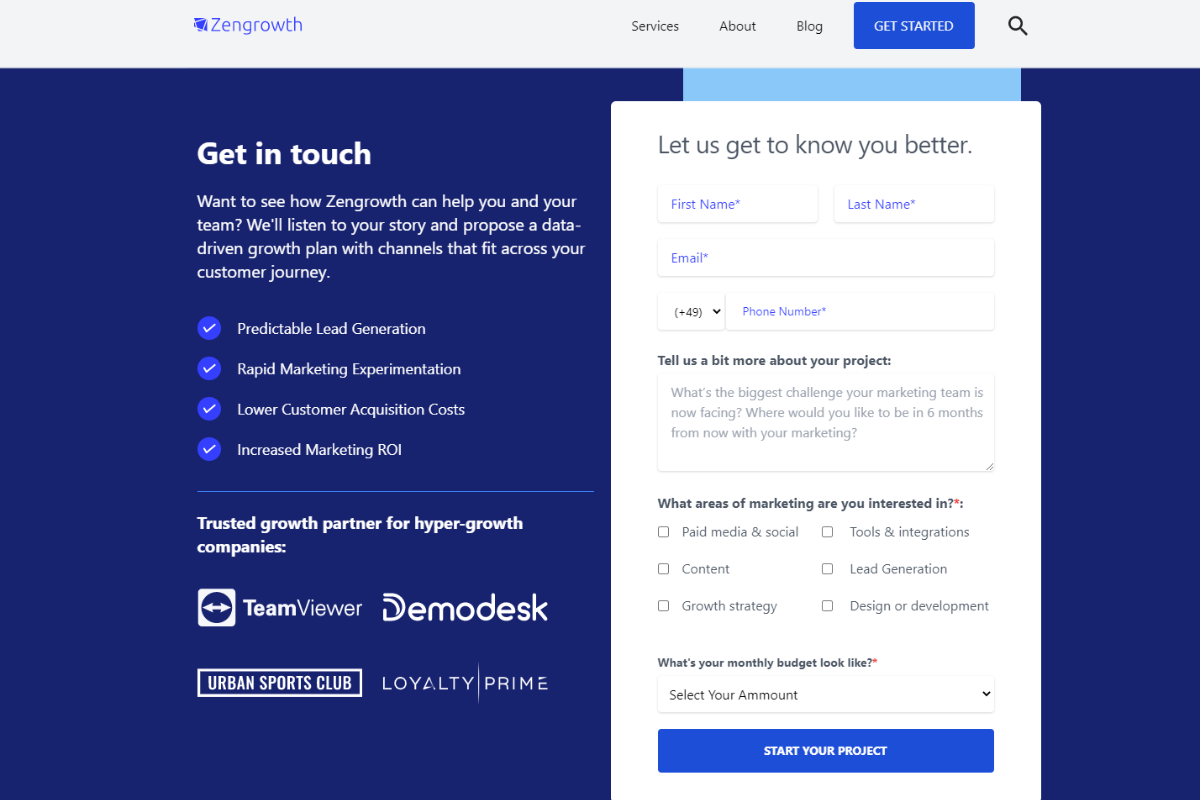 Zengrowth
Services
About
Blog
GET STARTED
Get in touch
Want to see how Zengrowth can help you and your
team? We'll listen to your story and propose a data-
driven growth plan with channels that fit across your
customer journey.
Predictable Lead Generation
Rapid Marketing Experimentation
Lower Customer Acquisition Costs
Increased Marketing ROI
Trusted growth partner for hyper-growth
companies:
TeamViewer
Demodesk
URBAN SPORTS CLUB
LOYALTY PRIME
Let us get to know you better.
First Name*
Last Name*
Email*
(+49)
Phone Number*
Tell us a bit more about your project:
What's the biggest challenge your marketing team is
now facing? Where would you like to be in 6 months
from now with your marketing?
What areas of marketing are you interested in?*:
Paid media & social
Tools & integrations
Content
Lead Generation
Growth strategy
Design or development
What's your monthly budget look like?*
Select Your Ammount
START YOUR PROJECT